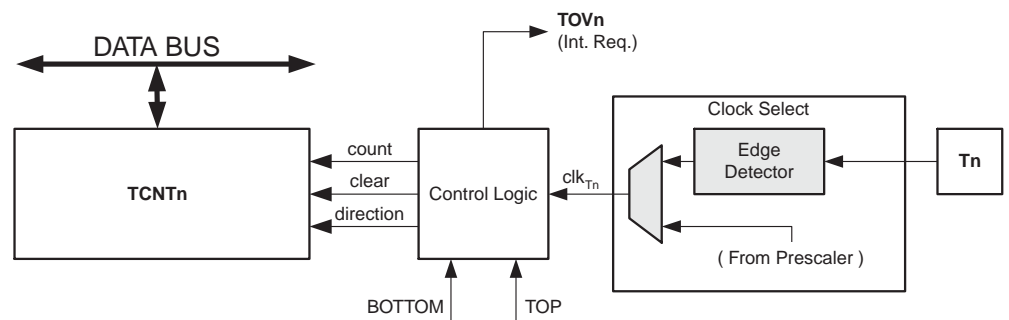 TOVn
(Int. Req.)
DATA BUS
Clock Select
count
Edge
Detector
Tn
TCNTn
clear
Control Logic
clkTn
direction
( From Prescaler )
BOTTOM
TOP